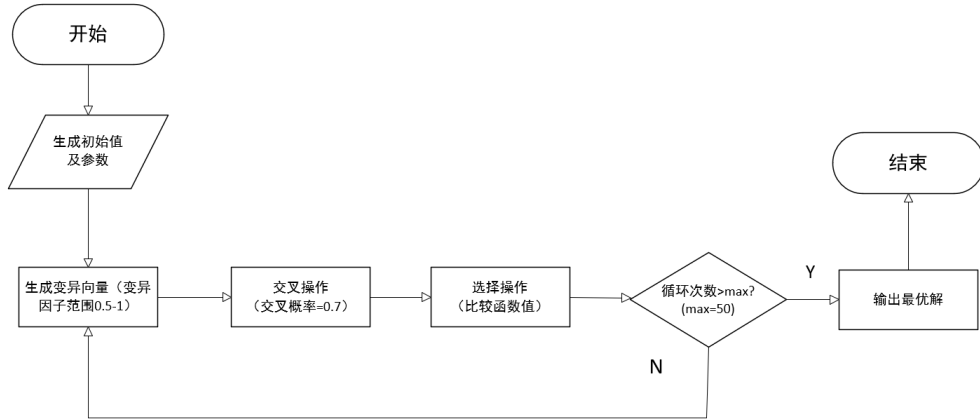 开始
生成初始值
及参数
生成变异向量（变异
因子范围0.5-1）
交叉操作
（交叉概率=0.7）
选择操作
（比较函数值）
循环次数>max?
(max=50)
Y
N
输出最优解
结束